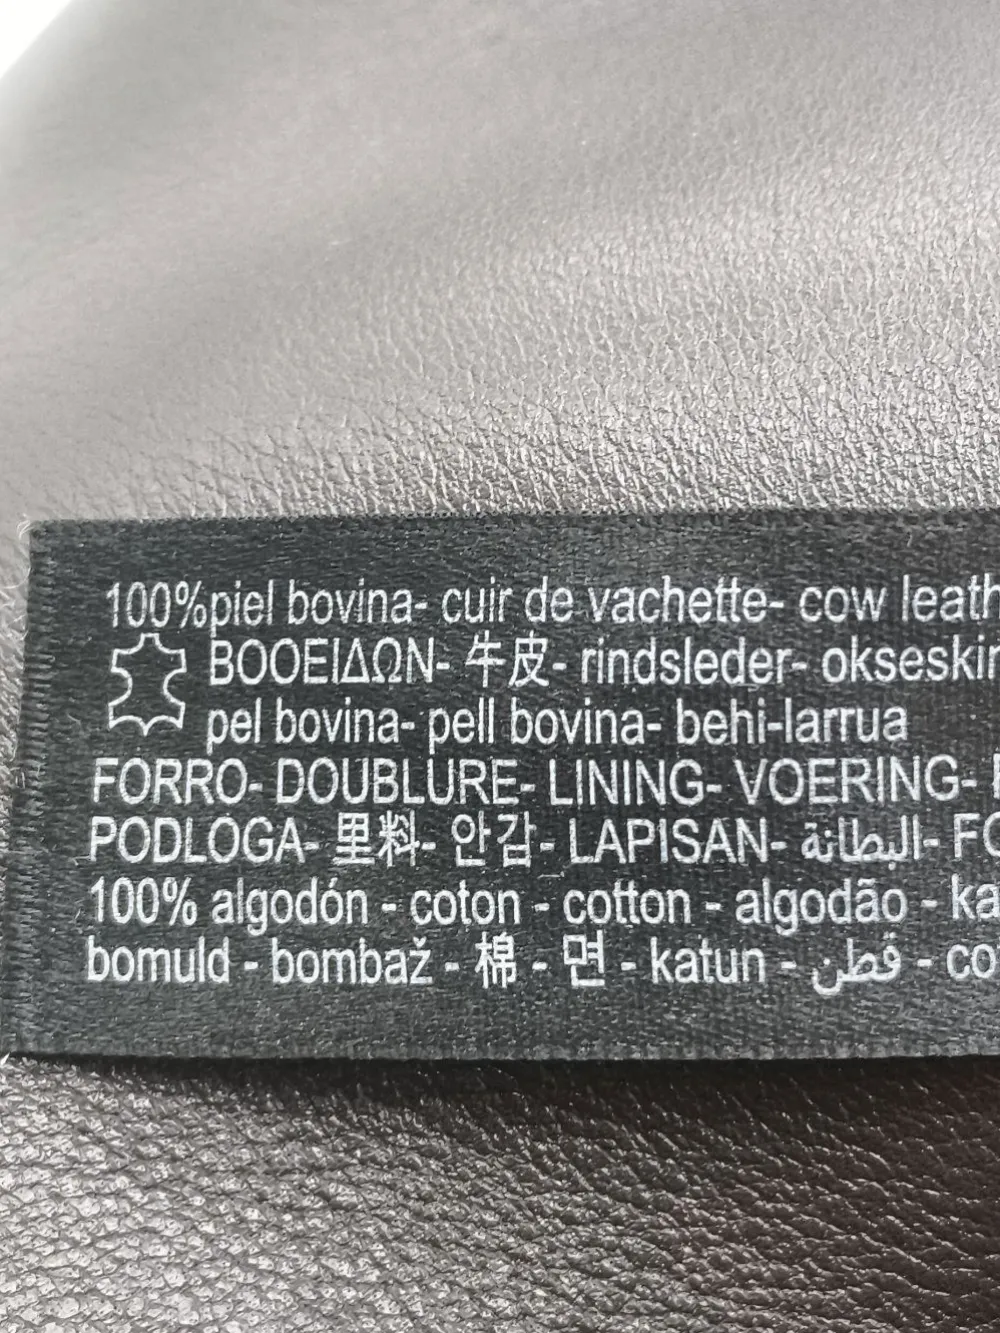 100%piel bovina- cuir de vachette- cow leath
ΒΟΟΕΙΔΩΝ- 牛皮- rindsleder- okseskin
pel bovina- pell bovina- behi-larrua
FORRO- DOUBLURE- LINING- VOERING-
PODLOGA- 里料- 안감- LAPISAN- البطانة- FO
100% algodón - coton - cotton - algodão - ka
bomuld - bombaž - 棉 - 면 - katun - قطن - co